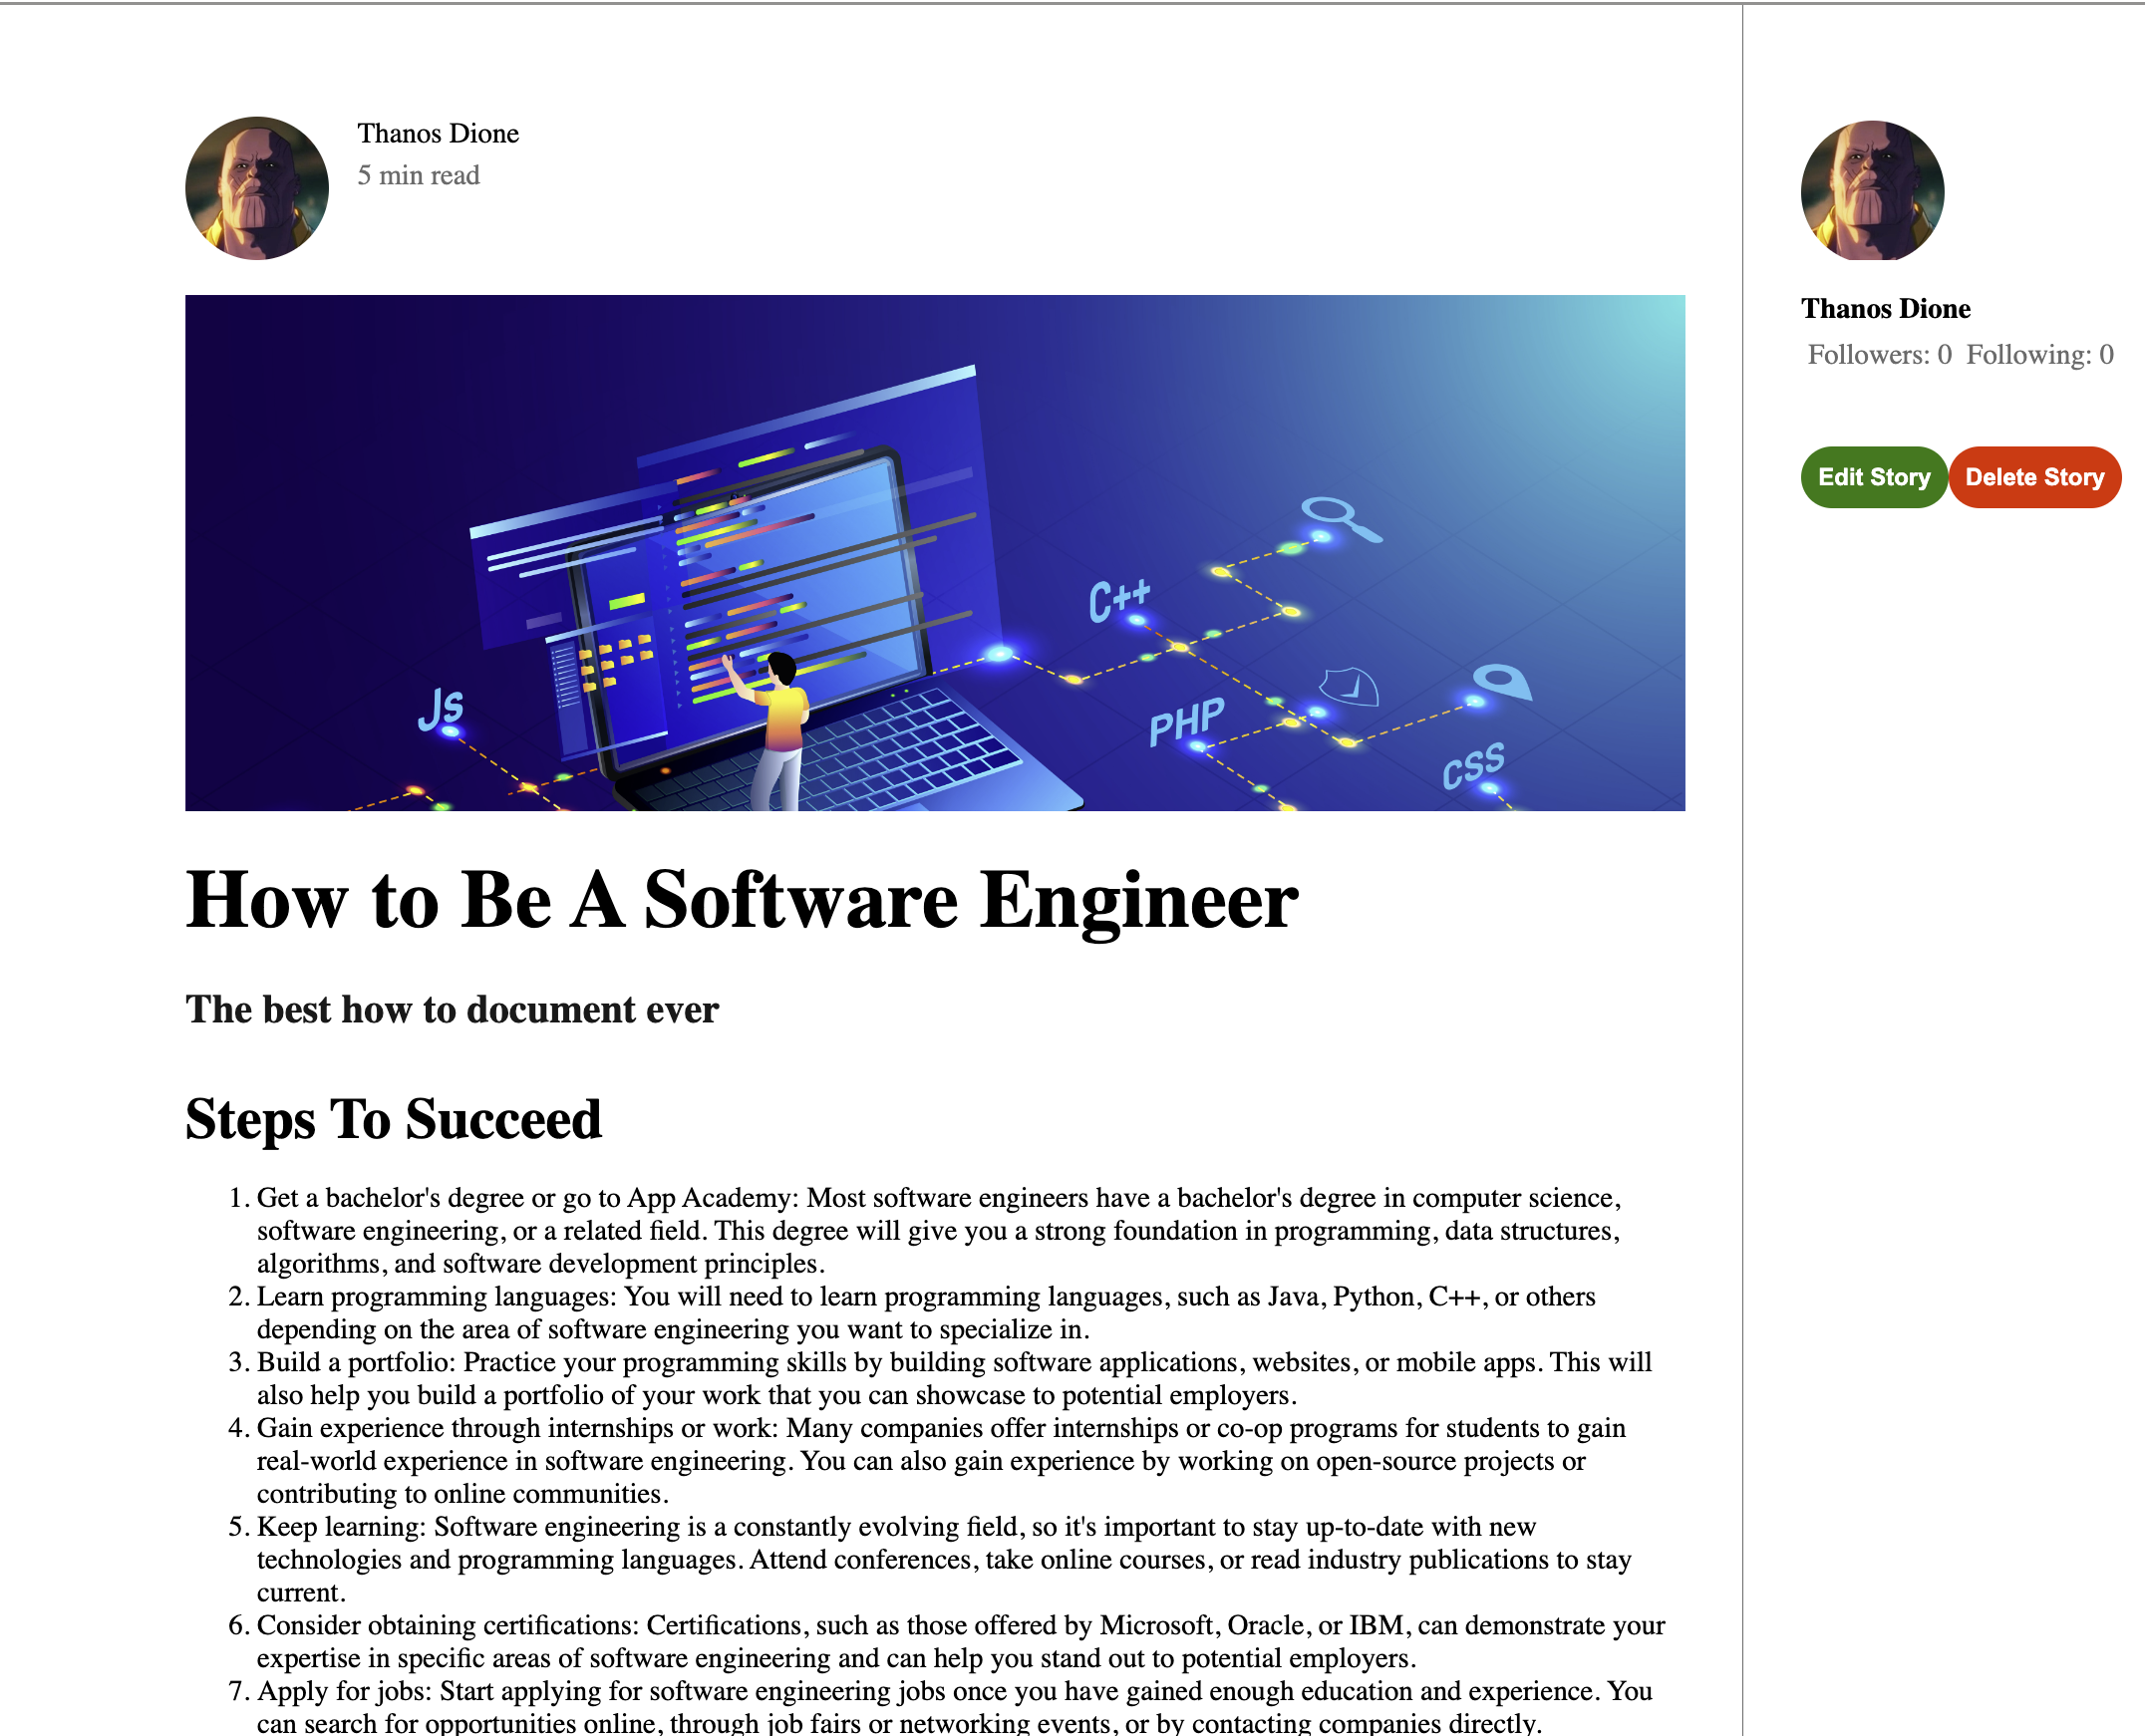 Thanos Dione
5 min read
Thanos Dione
Followers: 0 Following: 0
Edit Story Delete Story
C++
Js
PHP
CSS
How to Be A Software Engineer
The best how to document ever
Steps To Succeed
1. Get a bachelor's degree or go to App Academy: Most software engineers have a bachelor's degree in computer science,
software engineering, or a related field. This degree will give you a strong foundation in programming, data structures,
algorithms, and software development principles.
2. Learn programming languages: You will need to learn programming languages, such as Java, Python, C++, or others
depending on the area of software engineering you want to specialize in.
3. Build a portfolio: Practice your programming skills by building software applications, websites, or mobile apps. This will
also help you build a portfolio of your work that you can showcase to potential employers.
4. Gain experience through internships or work: Many companies offer internships or co-op programs for students to gain
real-world experience in software engineering. You can also gain experience by working on open-source projects or
contributing to online communities.
5. Keep learning: Software engineering is a constantly evolving field, so it's important to stay up-to-date with new
technologies and programming languages. Attend conferences, take online courses, or read industry publications to stay
current.
6. Consider obtaining certifications: Certifications, such as those offered by Microsoft, Oracle, or IBM, can demonstrate your
expertise in specific areas of software engineering and can help you stand out to potential employers.
7. Apply for jobs: Start applying for software engineering jobs once you have gained enough education and experience. You
can search for opportunities online, through job fairs or networking events, or by contacting companies directly.